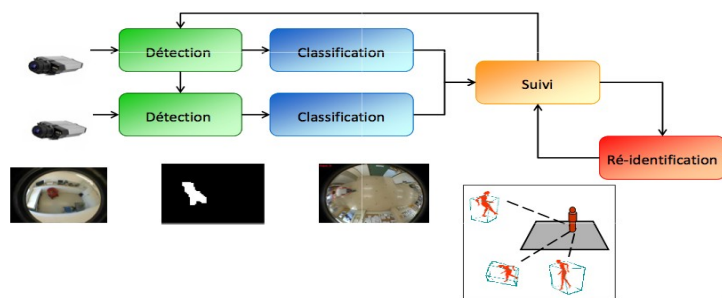 Détection
Classification
Suivi
Détection
Classification
Ré-identification